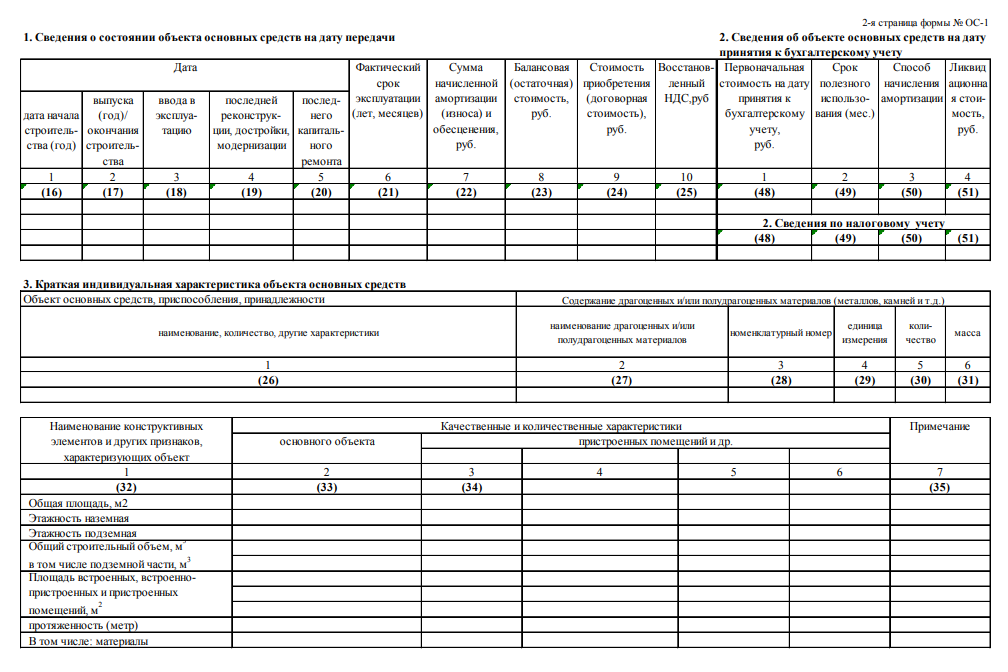 2-я страница формы № ОС-1
1. Сведения о состоянии объекта основных средств на дату передачи
2. Сведения об объекте основных средств на дату
принятия к бухгалтерскому учету
Дата
дата начала
строитель-
ства (год)
выпуска
(год)/
окончания
строитель-
ства
ввода в
эксплуа-
тацию
последней
реконструк-
ции, достройки,
модернизации
послед-
него
капиталь-
ного
ремонта
Фактический
срок
эксплуатации
(лет, месяцев)
Сумма
начисленной
амортизации
(износа) и
обесценения,
руб.
Балансовая
(остаточная)
стоимость,
руб.
Стоимость
приобретения
(договорная
стоимость),
руб.
Восстанов-
ленный
НДС,руб
Первоначальная
стоимость на дату
принятия к
бухгалтерскому
учету,
руб.
Срок
полезного
использо-
вания (мес.)
Способ
начисления
амортизации
Ликвид
ационна
я стои-
мость,
руб.
1 2 3 4 5 6 7 8 9 10 1 2 3 4
(16) (17) (18) (19) (20) (21) (22) (23) (24) (25) (48) (49) (50) (51)
2. Сведения по налоговому учету
(48) (49) (50) (51)
3. Краткая индивидуальная характеристика объекта основных средств
Объект основных средств, приспособления, принадлежности
Содержание драгоценных и/или полудрагоценных материалов (металлов, камней и т.д.)
наименование, количество, другие характеристики
наименование драгоценных и/или
полудрагоценных материалов
номенклатурный номер
единица
измерения
коли-
чество
масса
1 2 3 4 5 6
(26) (27) (28) (29) (30) (31)
Наименование конструктивных
элементов и других признаков,
характеризующих объект
Качественные и количественные характеристики
основного объекта
пристроенных помещений и др.
Примечание
1 2 3 4 5 6 7
(32) (33) (34) (35)
Общая площадь, м2
Этажность наземная
Этажность подземная
Общий строительный объем, м³
в том числе подземной части, м³
Площадь встроенных, встроенно-
пристроенных и пристроенных
помещений, м²
протяженность (метр)
В том числе: материалы